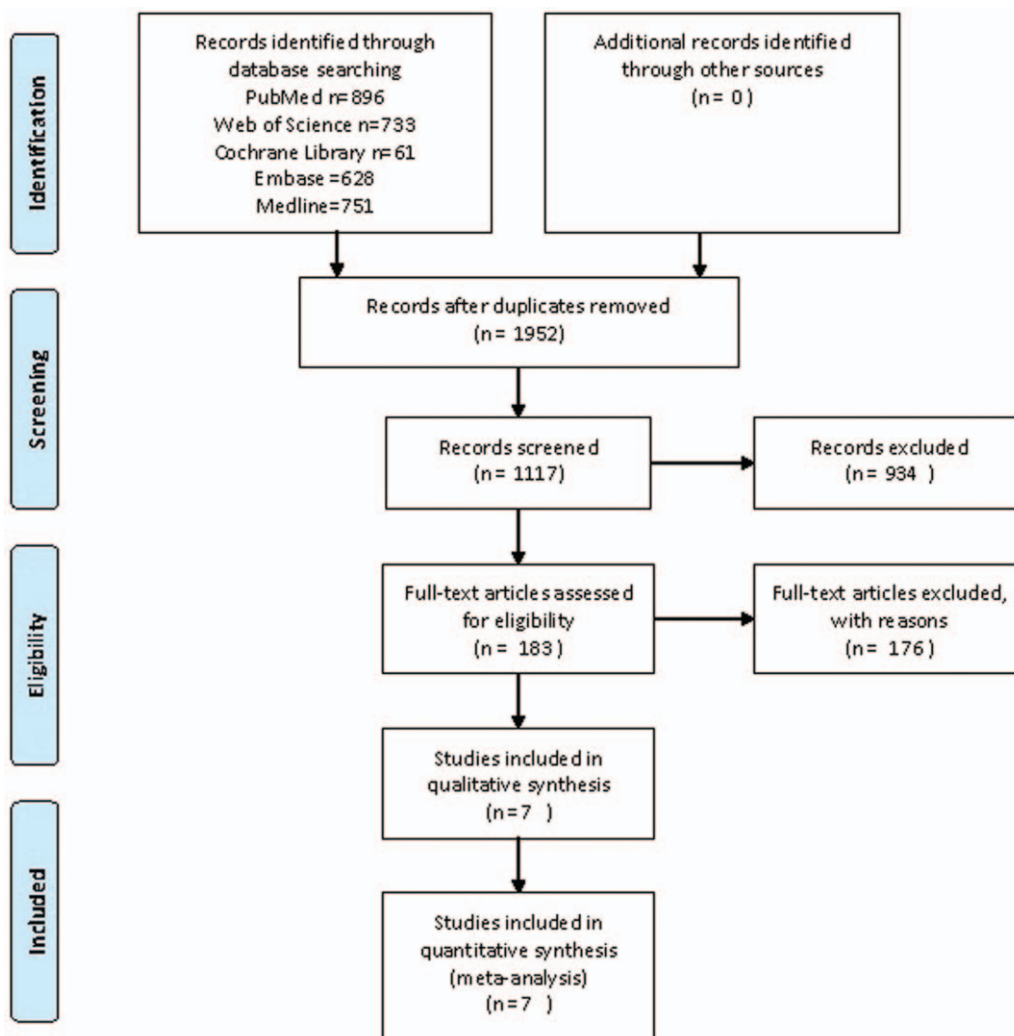 Identification
Records identified through
database searching
PubMed n=896
Web of Science n=733
Cochrane Library n=61
Embase =628
Medline=751
Additional records identified
through other sources
(n= 0 )
Screening
Records after duplicates removed
(n= 1952)
Records screened
(n= 1117)
Records excluded
(n= 934 )
Eligibility
Full-text articles assessed
for eligibility
(n= 183)
Full-text articles excluded,
with reasons
(n= 176)
Studies included in
qualitative synthesis
(n=7 )
Included
Studies included in
quantitative synthesis
(meta-analysis)
(n=7 )